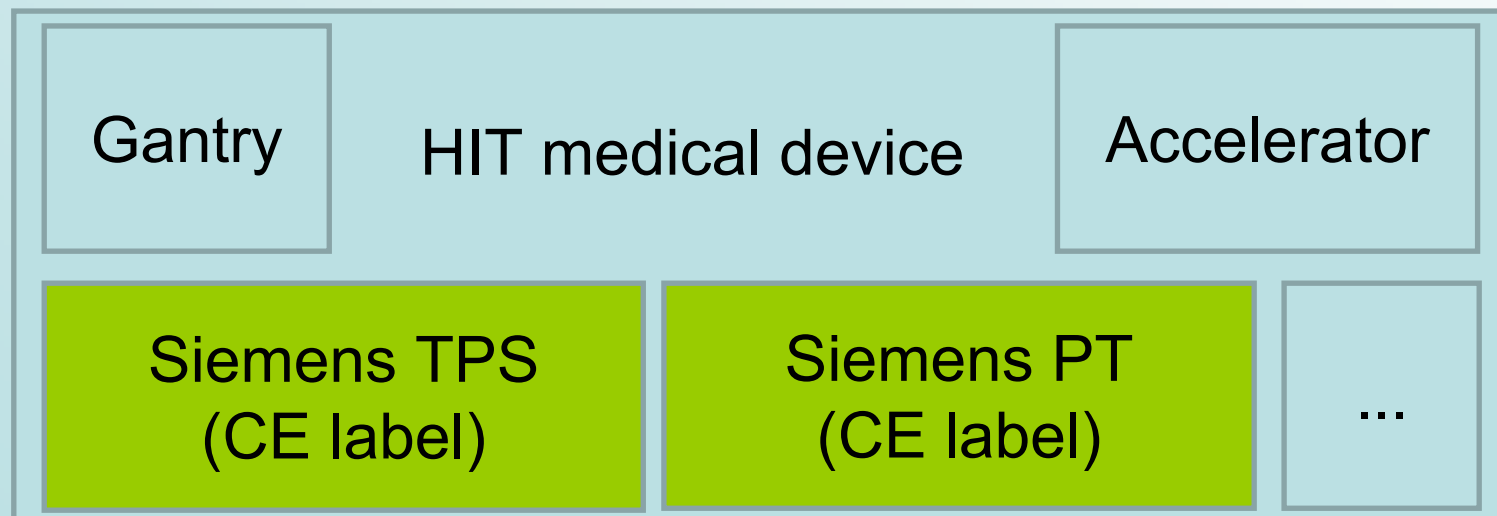 Gantry
HIT medical device
Accelerator
Siemens TPS
(CE label)
Siemens PT
(CE label)
...